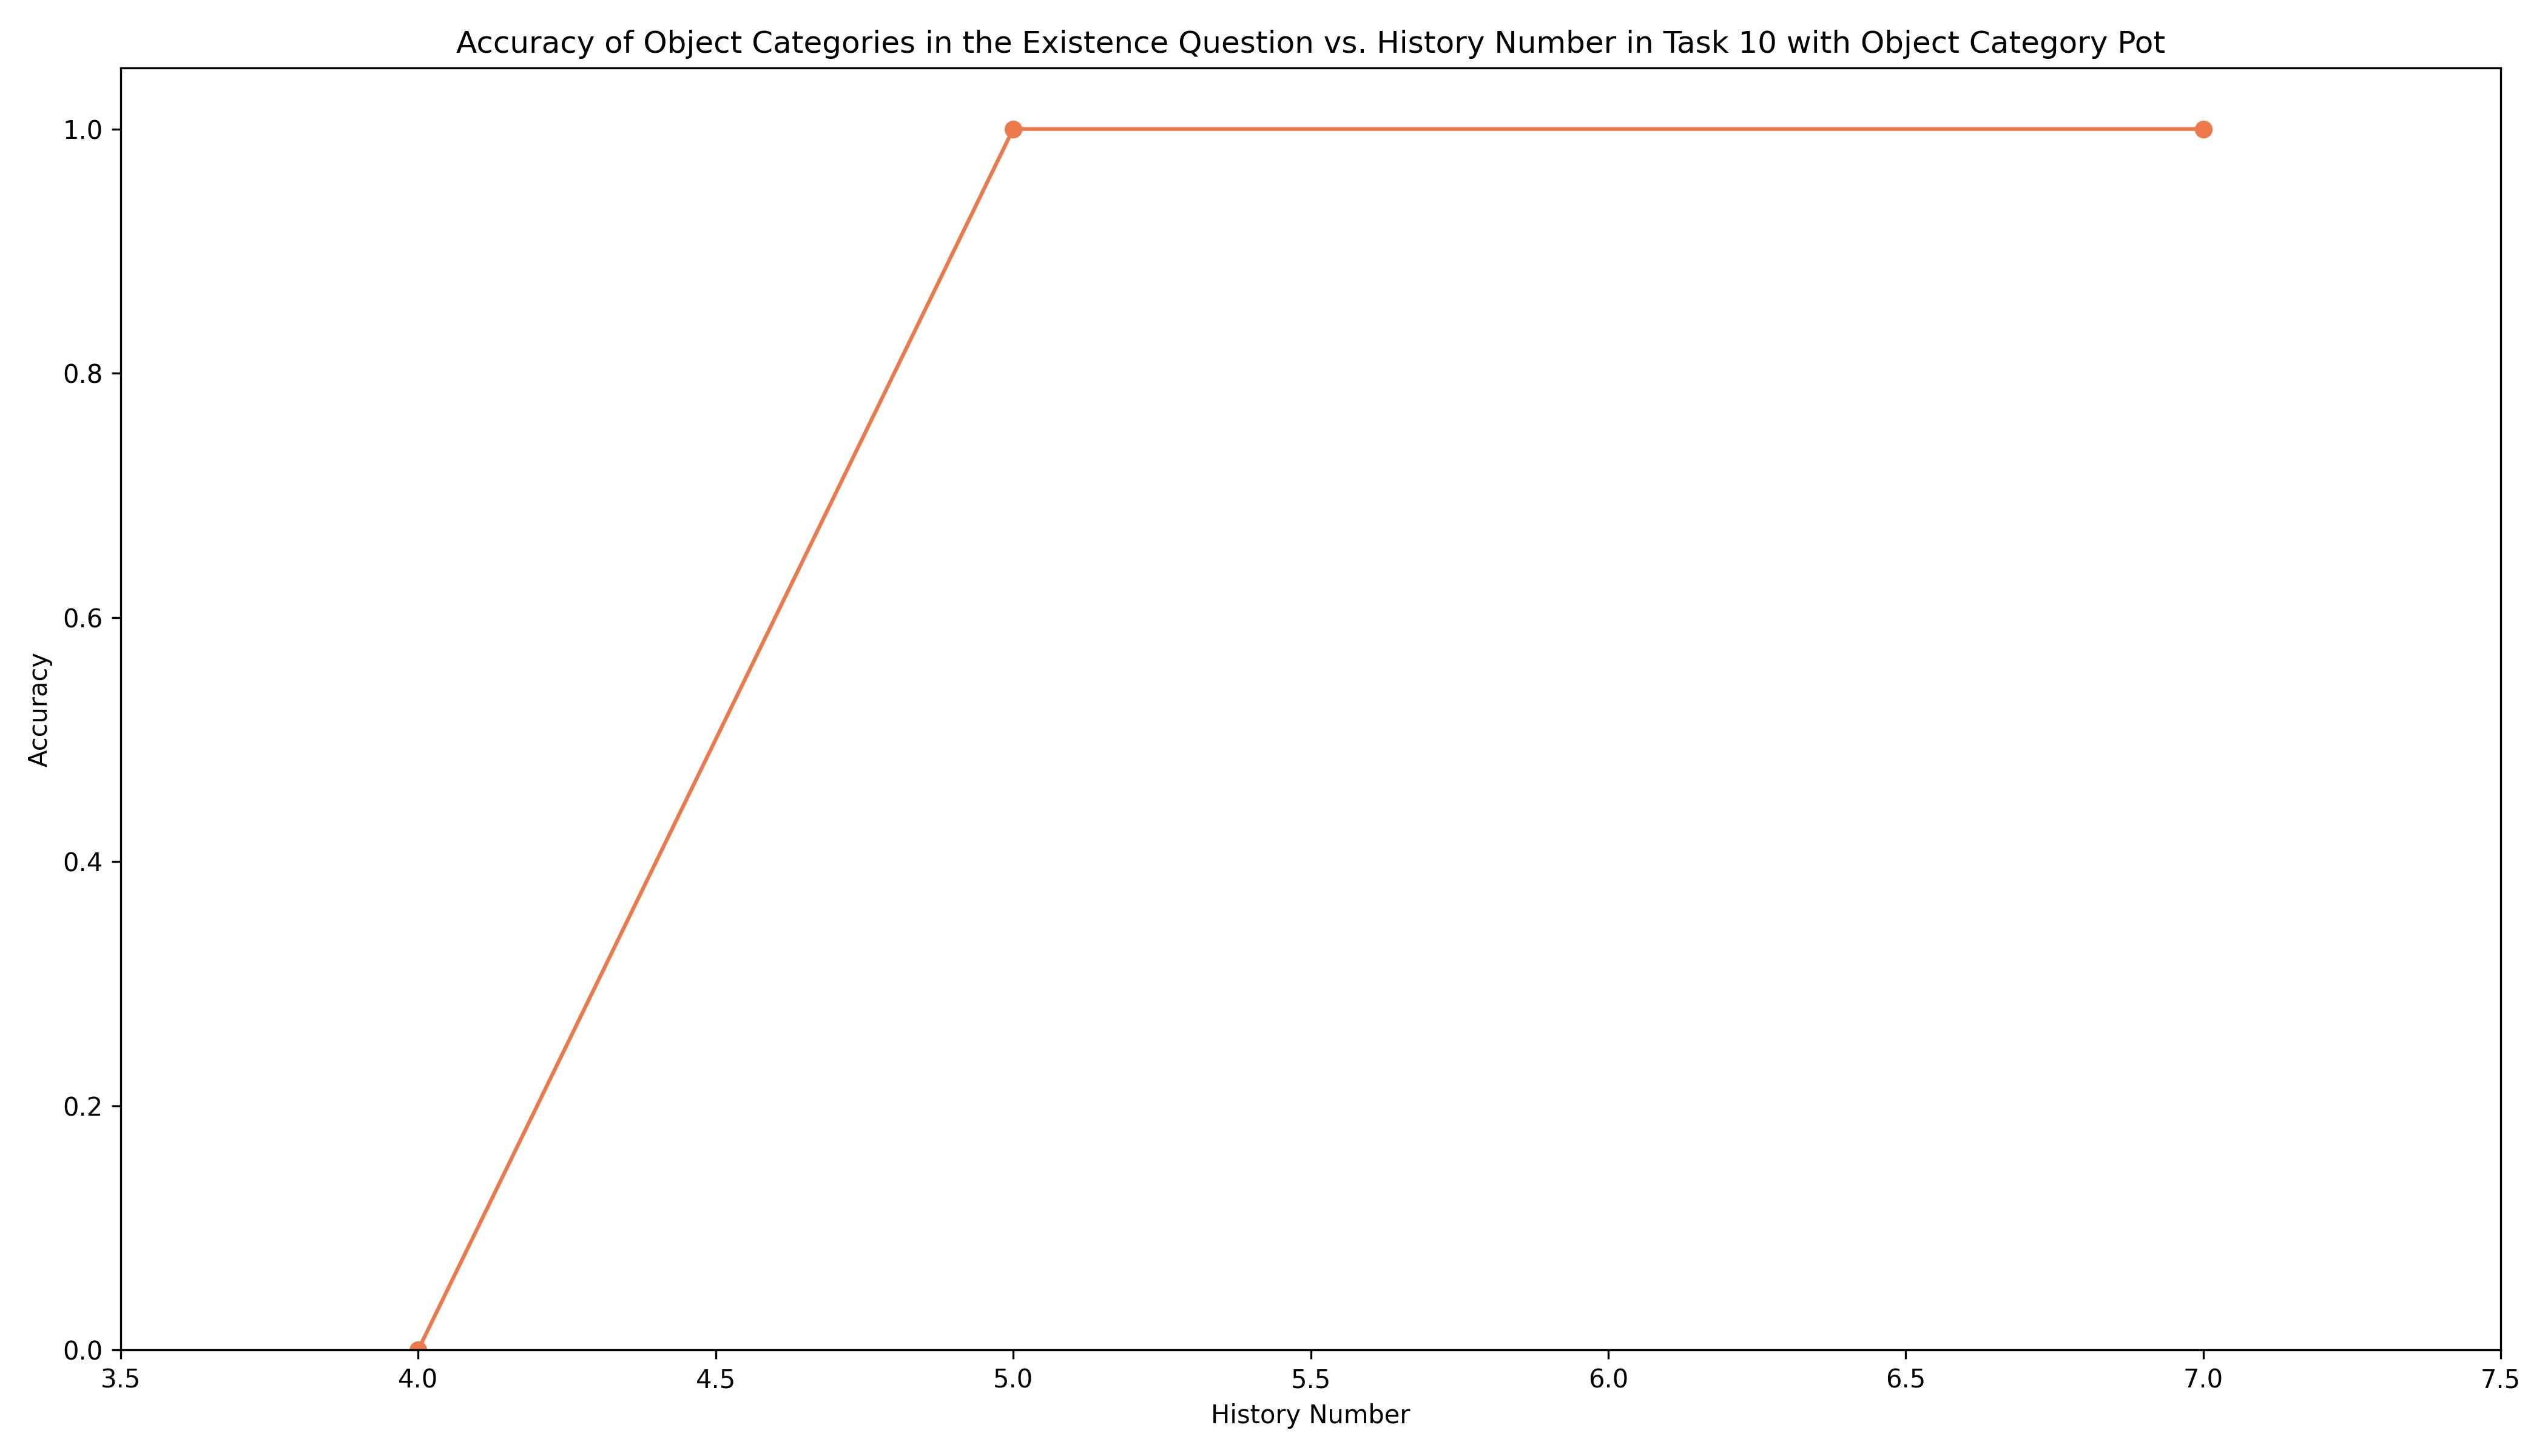 Accuracy of Object Categories in the Existence Question vs. History Number in Task 10 with Object Category Pot
1.0
0.8
0.6
0.4
0.2
0.0
Accuracy
3.5 4.0 4.5 5.0 5.5 6.0 6.5 7.0 7.5
History Number